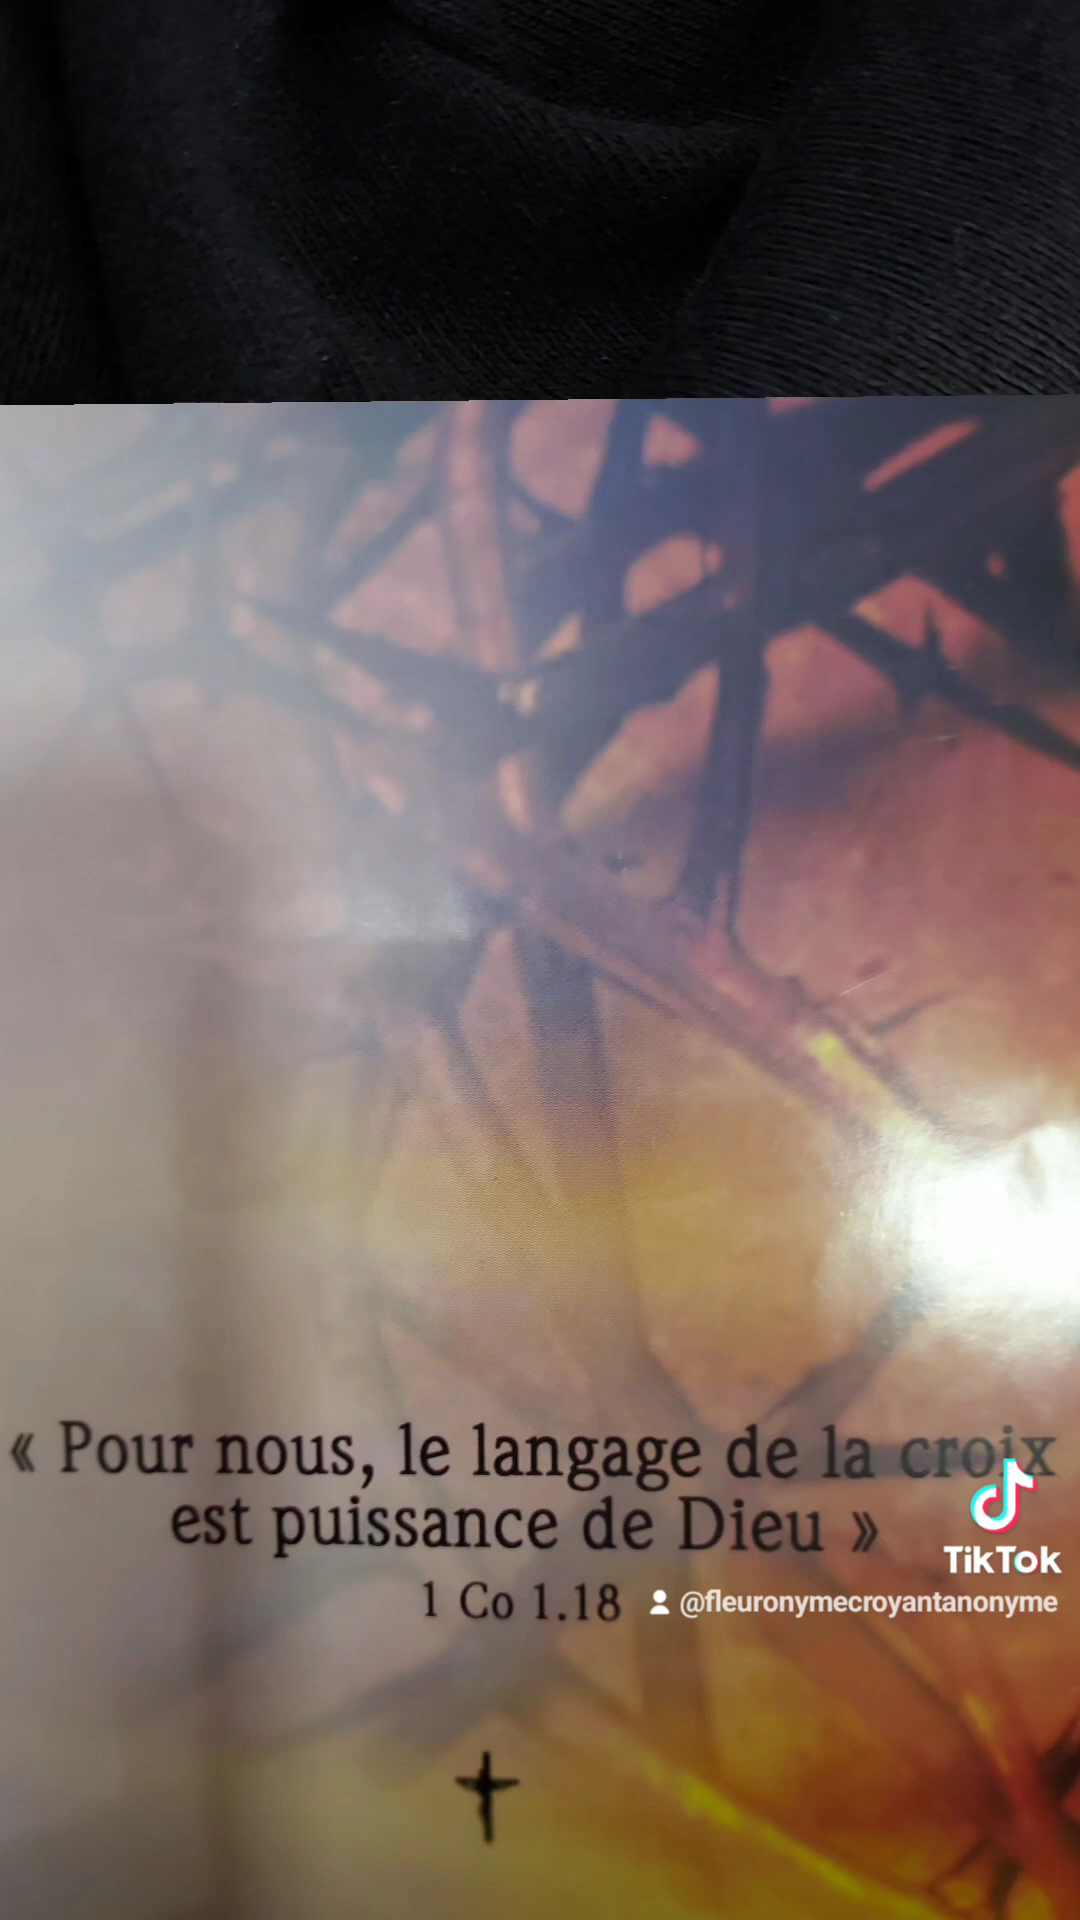 « Pour nous, le langage de la croix
est puissance de Dieu »
1 Co 1.18
TikTok
@fleuronymecroyantanonyme